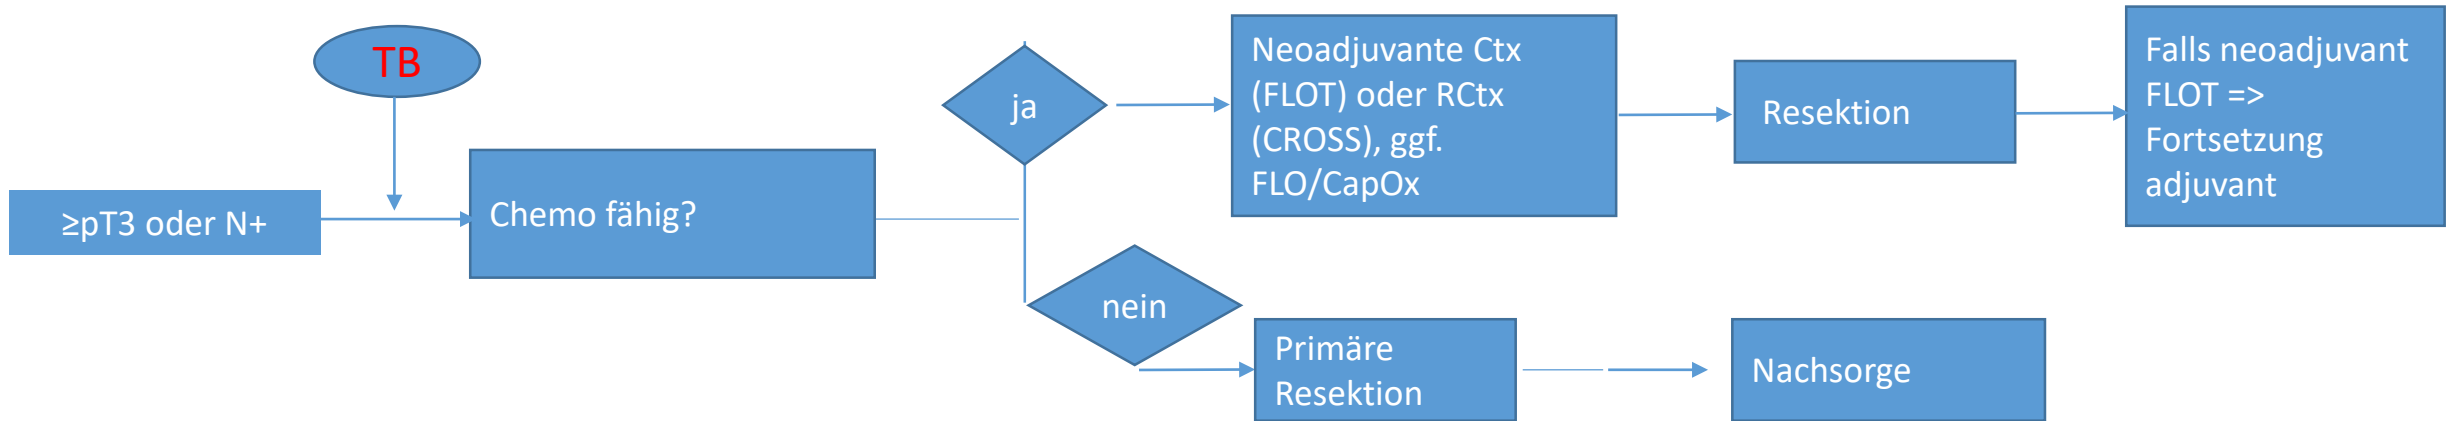 TB
≥pT3 oder N+
Chemo fähig?
ja
Neoadjuvante Ctx
(FLOT) oder RCtx
(CROSS), ggf.
FLO/CapOx
Resektion
Falls neoadjuvant
FLOT =>
Fortsetzung
adjuvant
nein
Primäre
Resektion
Nachsorge